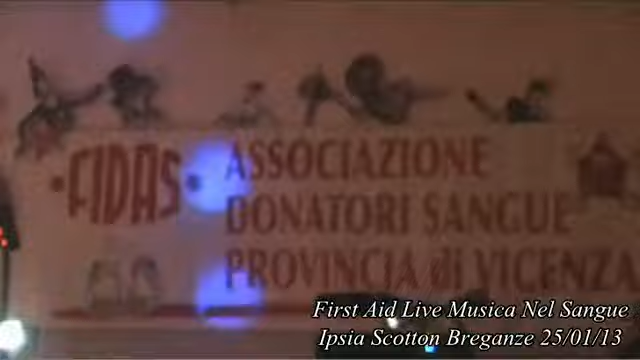 FIDAS
ASSOCIAZIONE
DONATORI SANGUE
PROVINCIA di VICENZA
First Aid Live Musica Nel Sangue
Ipsia Scotton Breganze 25/01/13